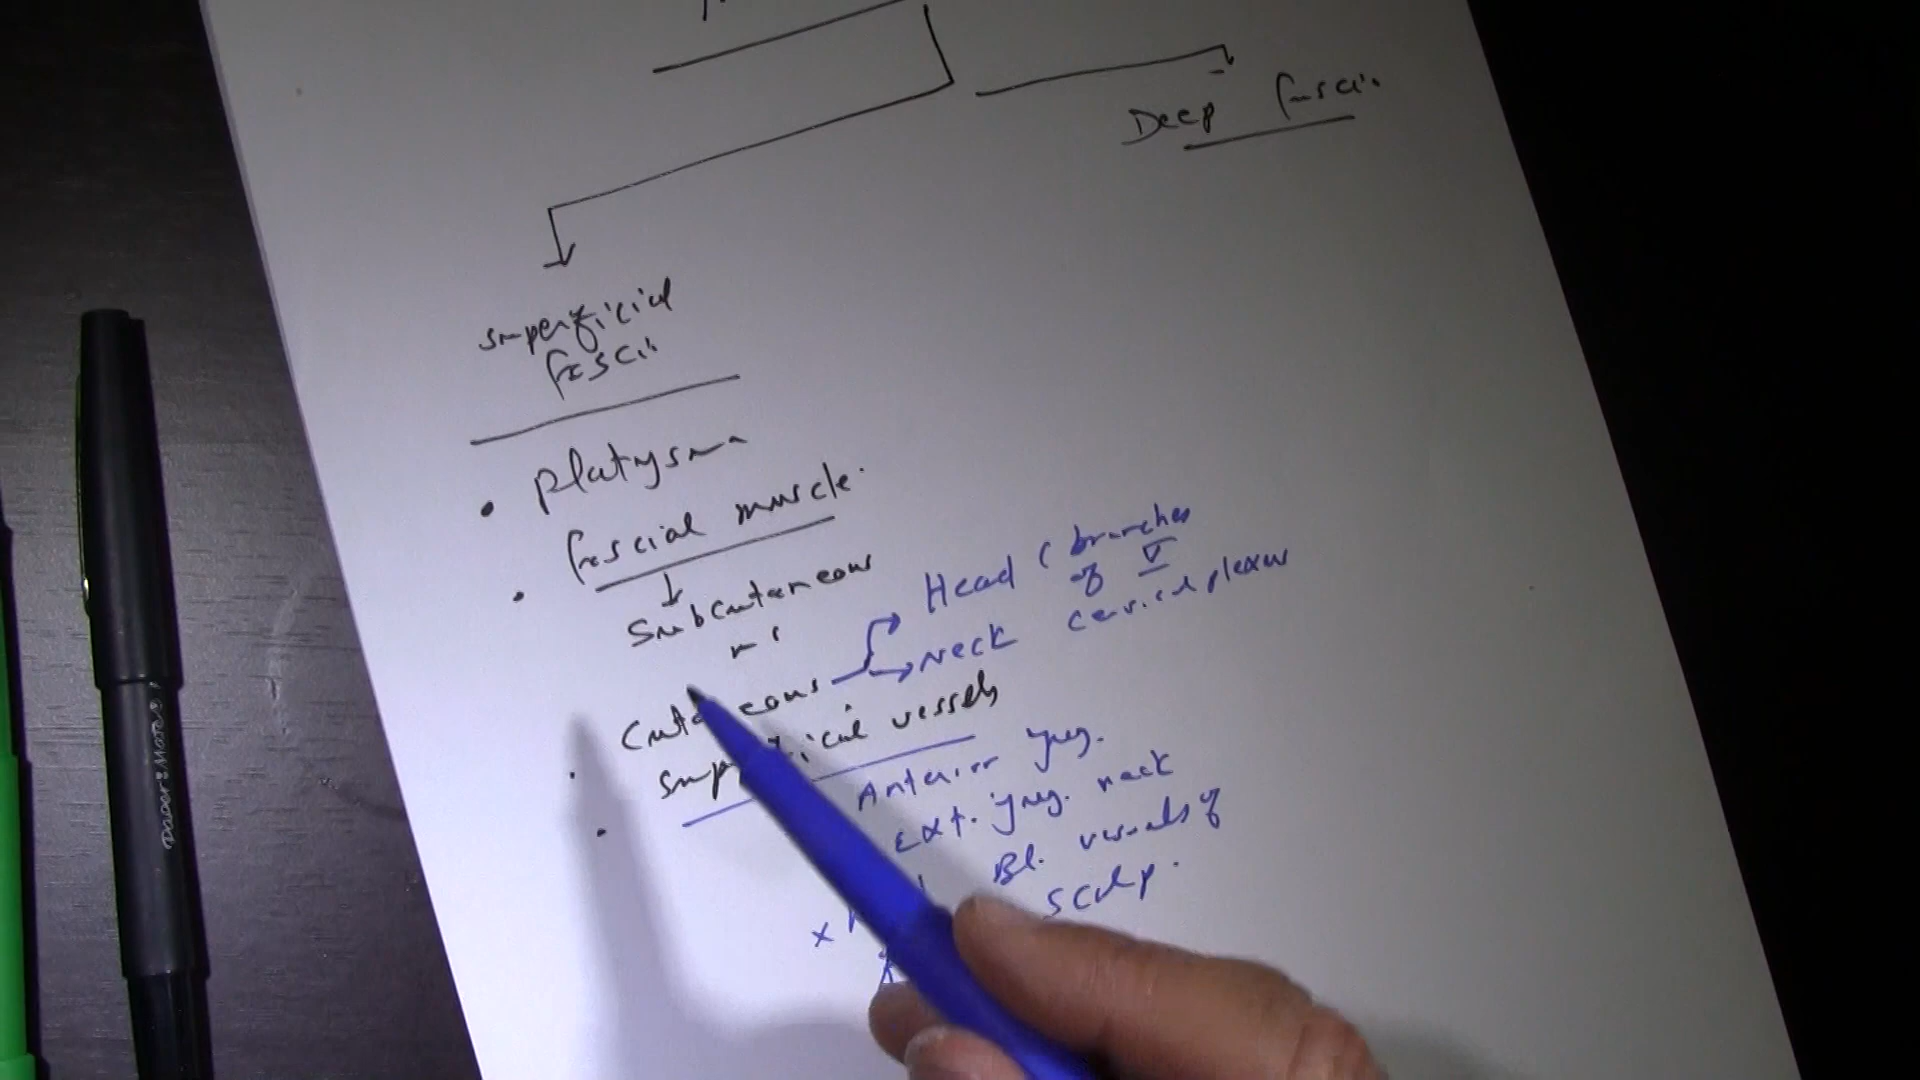 Deep fascia
superficial
fascia
• Platysma
• fascial muscle.
Subcutaneous
Head (branches
of V
• Cutaneous
Neck cervical plexus
• superficial vessels
Anterior jug.
Ext. jug. neck
Bl. vessels of
scalp.
x
PaperMate